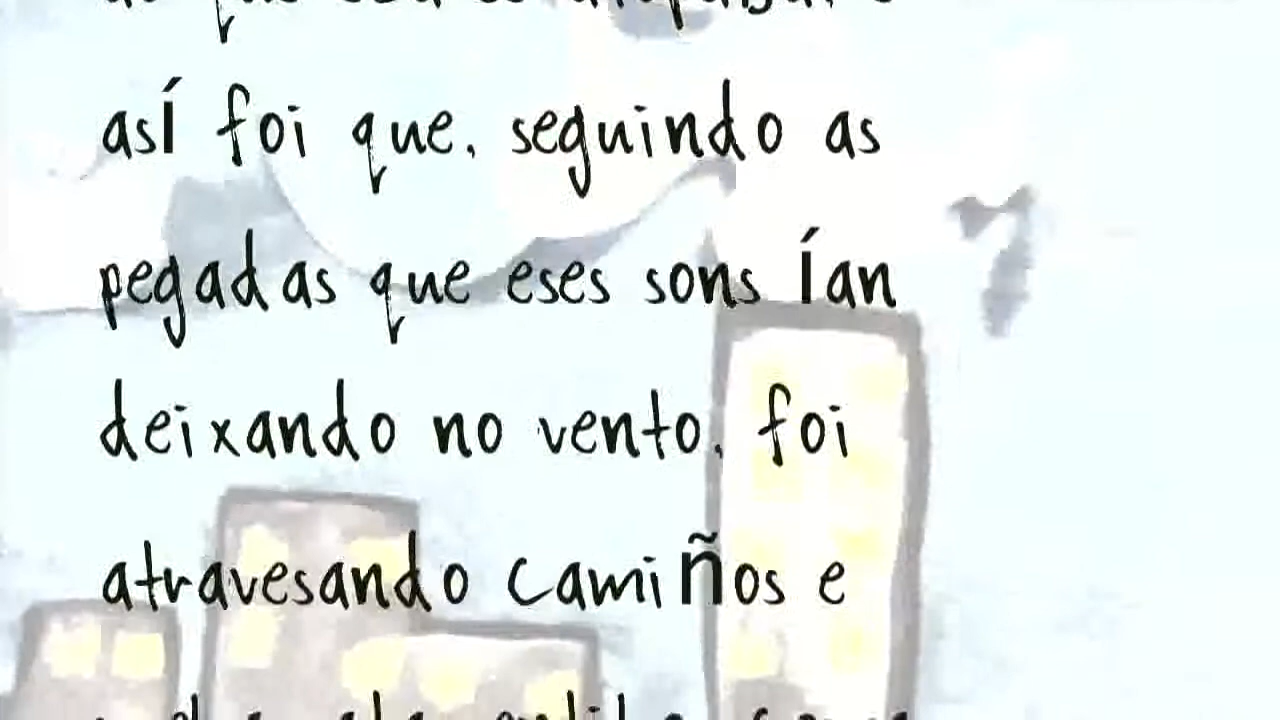 así foi que, seguindo as
pegadas que eses sons ían
deixando no vento, foi
atravesando camiños e